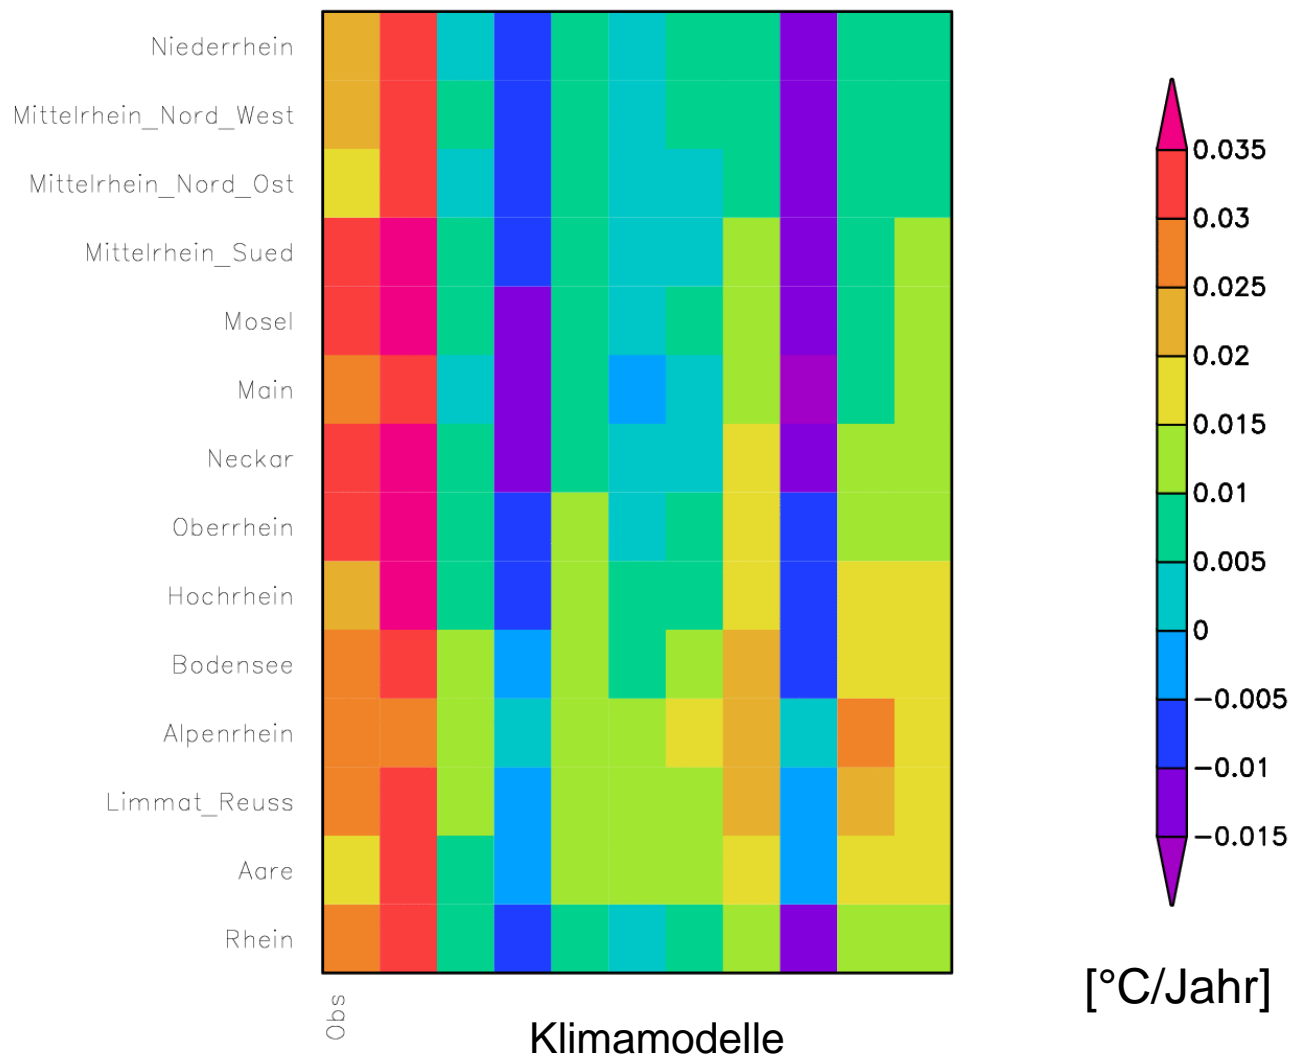 Niederrhein
Mittelrhein_Nord_West
Mittelrhein_Nord_Ost
Mittelrhein_Sued
Mosel
Main
Neckar
Oberrhein
Hochrhein
Bodensee
Alpenrhein
Limmat_Reuss
Aare
Rhein
Obs
Klimamodelle
0.035
0.03
0.025
0.02
0.015
0.01
0.005
0
−0.005
−0.01
−0.015
[°C/Jahr]